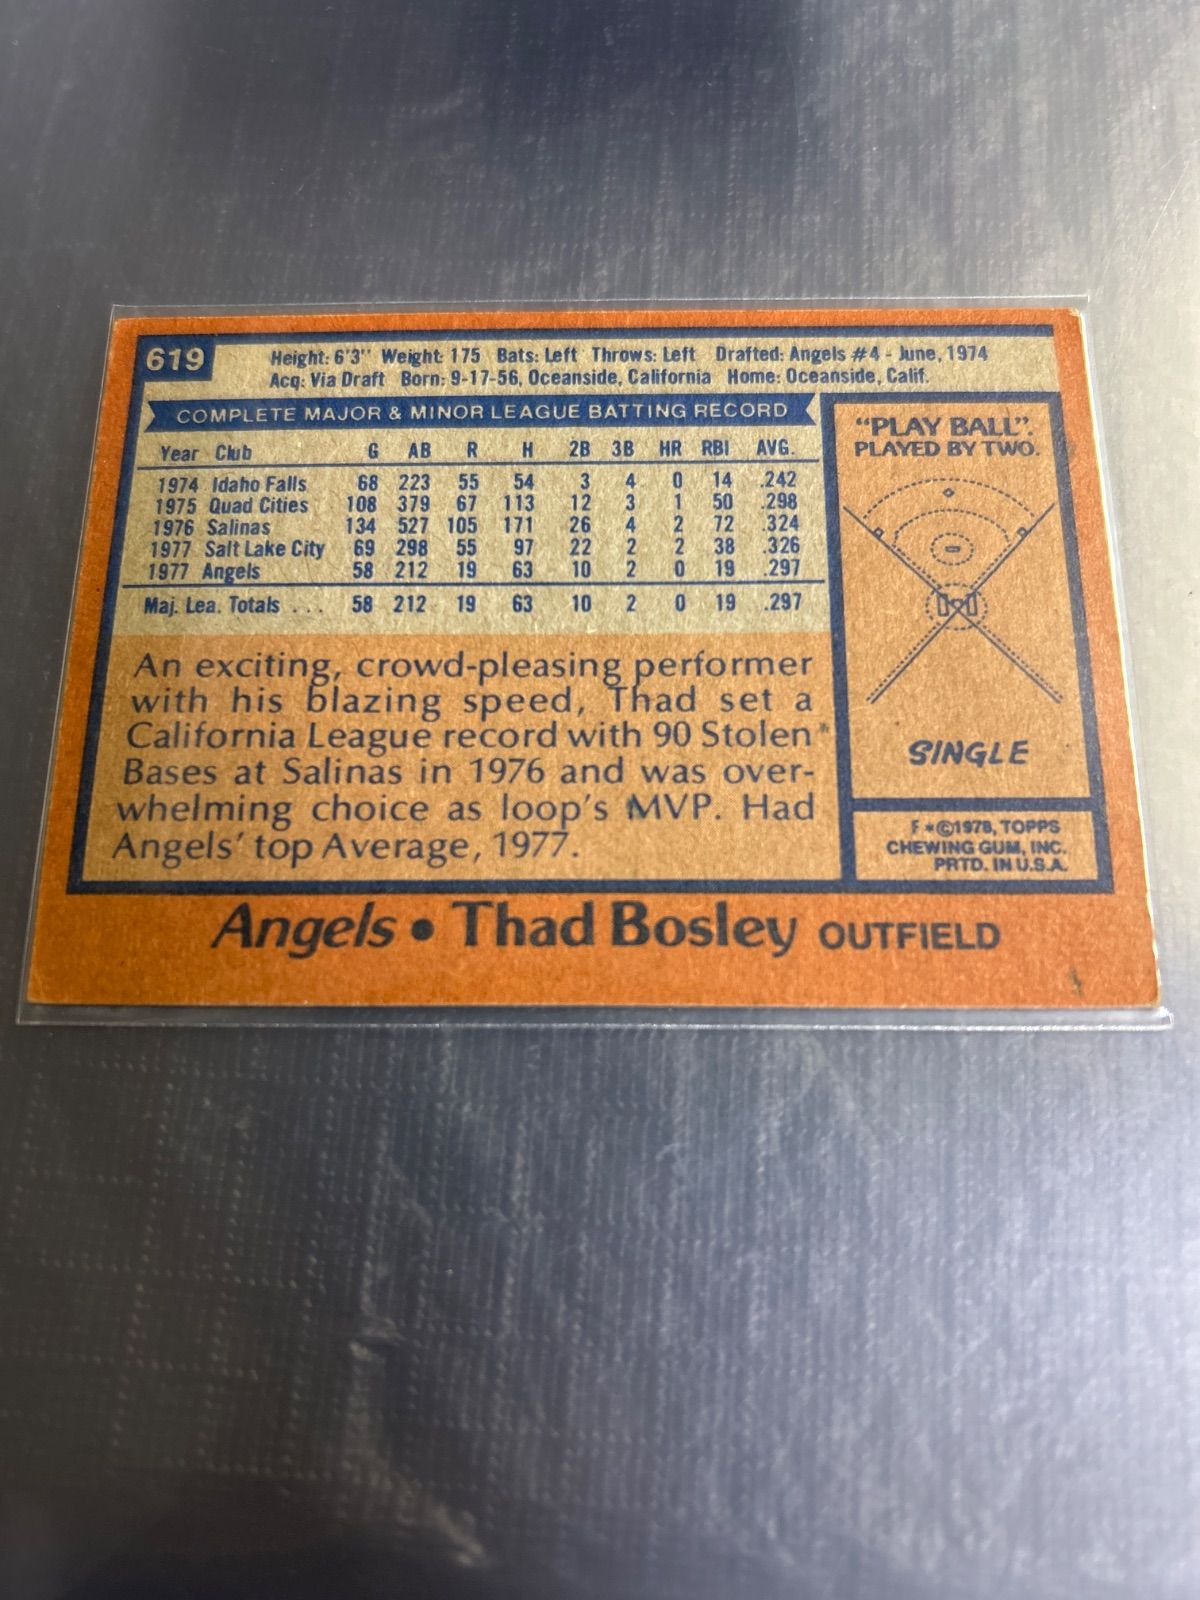 619
Height: 6'3" Weight: 175 Bats: Left Throws: Left Drafted: Angels #4 - June, 1974
Acq: Via Draft Born: 9-17-56, Oceanside, California Home: Oceanside, Calif.
COMPLETE MAJOR & MINOR LEAGUE BATTING RECORD
Year Club G AB R H 2B 3B HR RBI AVG.
1974 Idaho Falls 68 223 55 54 3 4 0 14 .242
1975 Quad Cities 108 379 67 113 12 3 1 50 .298
1976 Salinas 134 527 105 171 26 4 2 72 .324
1977 Salt Lake City 69 298 55 97 22 2 2 38 .326
1977 Angels 58 212 19 63 10 2 0 19 .297
Maj. Lea. Totals ... 58 212 19 63 10 2 0 19 .297
An exciting, crowd-pleasing performer
with his blazing speed, Thad set a
California League record with 90 Stolen
Bases at Salinas in 1976 and was over-
whelming choice as loop's MVP. Had
Angels' top Average, 1977.
"PLAY BALL".
PLAYED BY TWO.
SINGLE
F *©1978, TOPPS
CHEWING GUM, INC.
PRTD. IN U.S.A.
Angels • Thad Bosley OUTFIELD